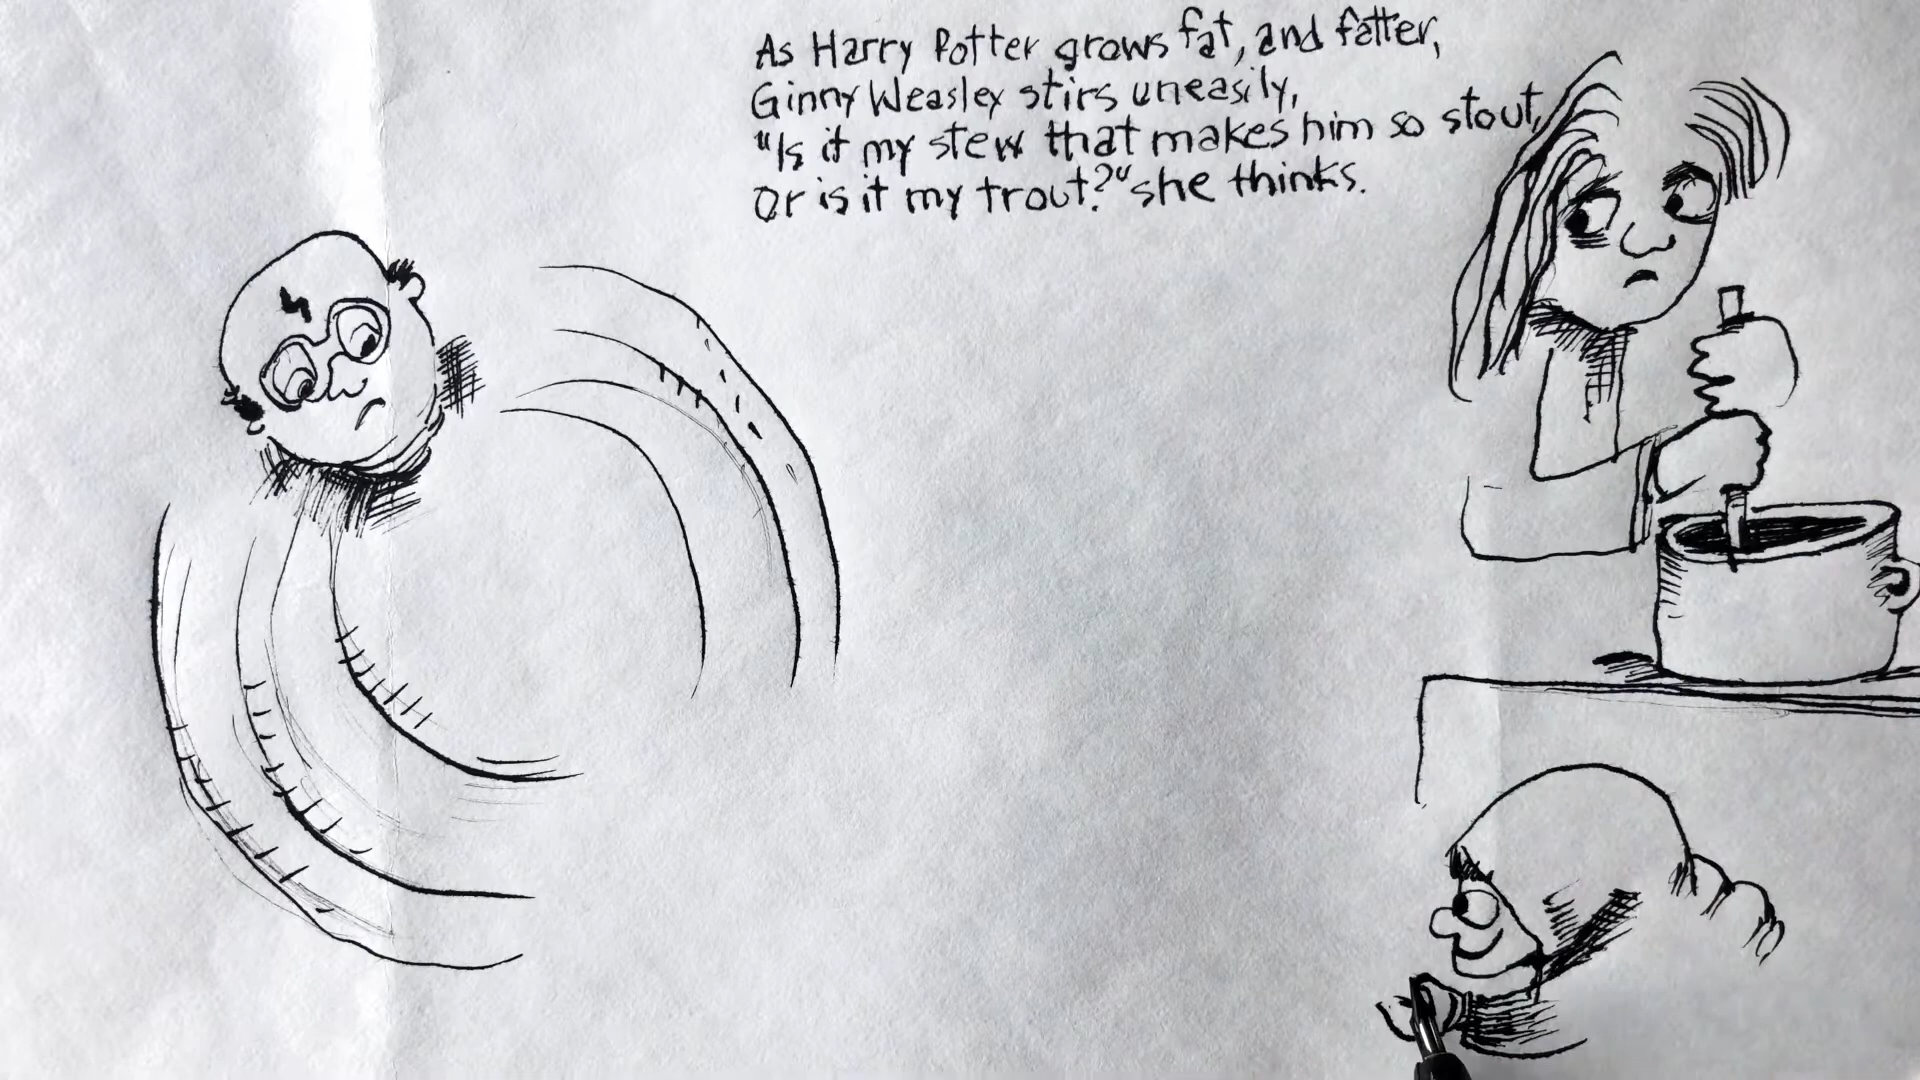 As Harry Potter grows fat, and fatter,
Ginny Weasley stirs uneasily,
"Is it my stew that makes him so stout,
Or is it my trout?" she thinks.